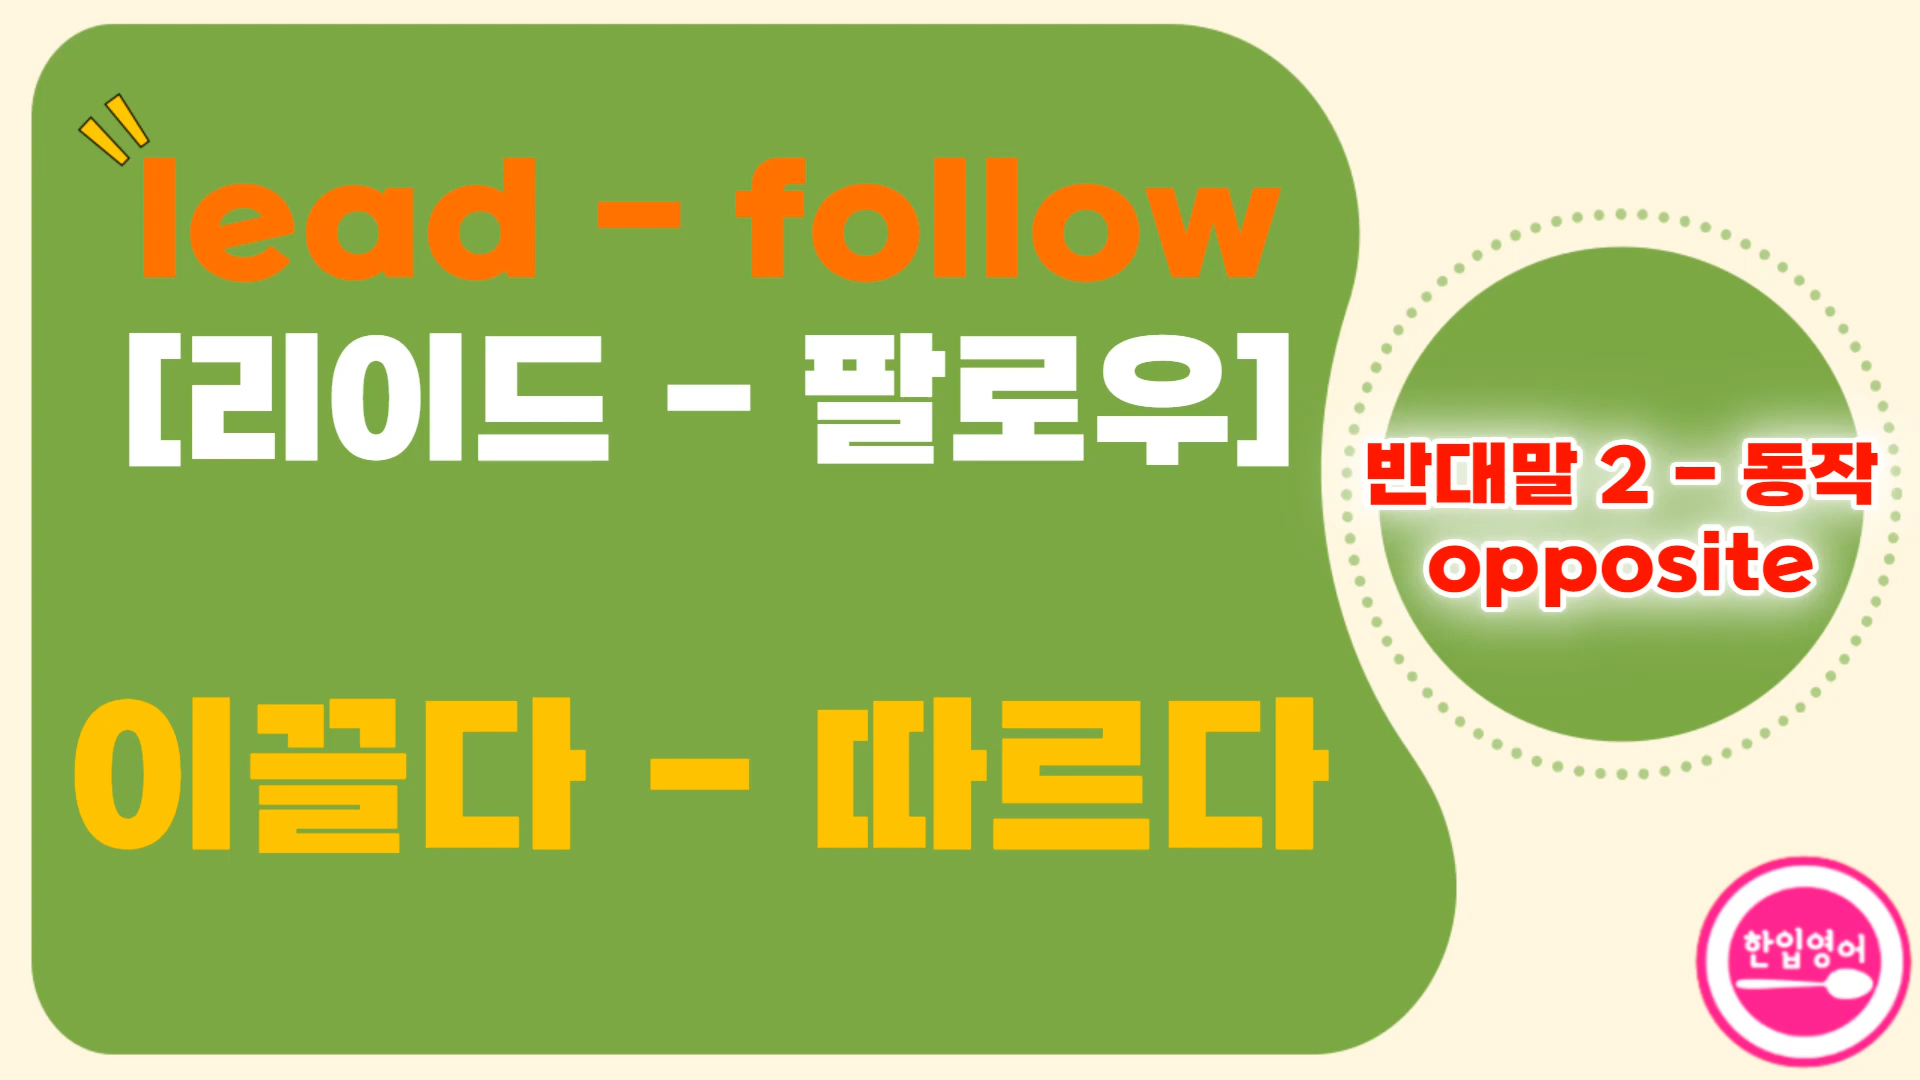 lead - follow
[리이드 - 팔로우]
이끌다 - 따르다
반대말 2 - 동작
opposite
한입영어